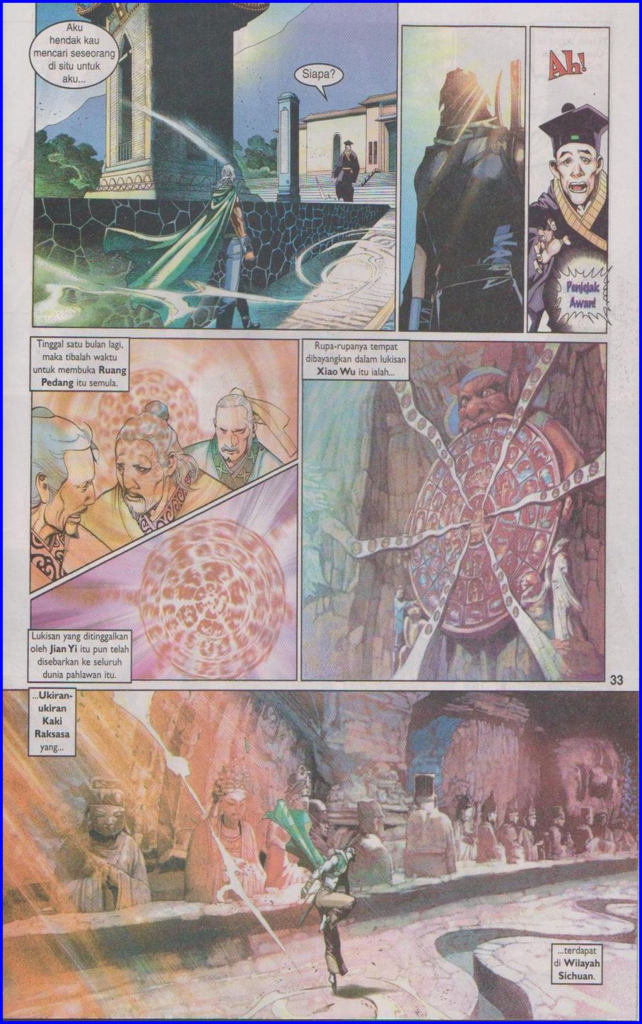 Aku
hendak kau
mencari seseorang
di situ untuk
aku...
Siapa?
Ah!
Penjejak
Awan!
Tinggal satu bulan lagi,
maka tibalah waktu
untuk membuka Ruang
Pedang itu semula.
Rupa-rupanya tempat
dibayangkan dalam lukisan
Xiao Wu itu ialah...
Lukisan yang ditinggalkan
oleh Jian Yi itu pun telah
disebarkan ke seluruh
dunia pahlawan itu.
33
...Ukiran-
ukiran
Kaki
Raksasa
yang...
...terdapat
di Wilayah
Sichuan.